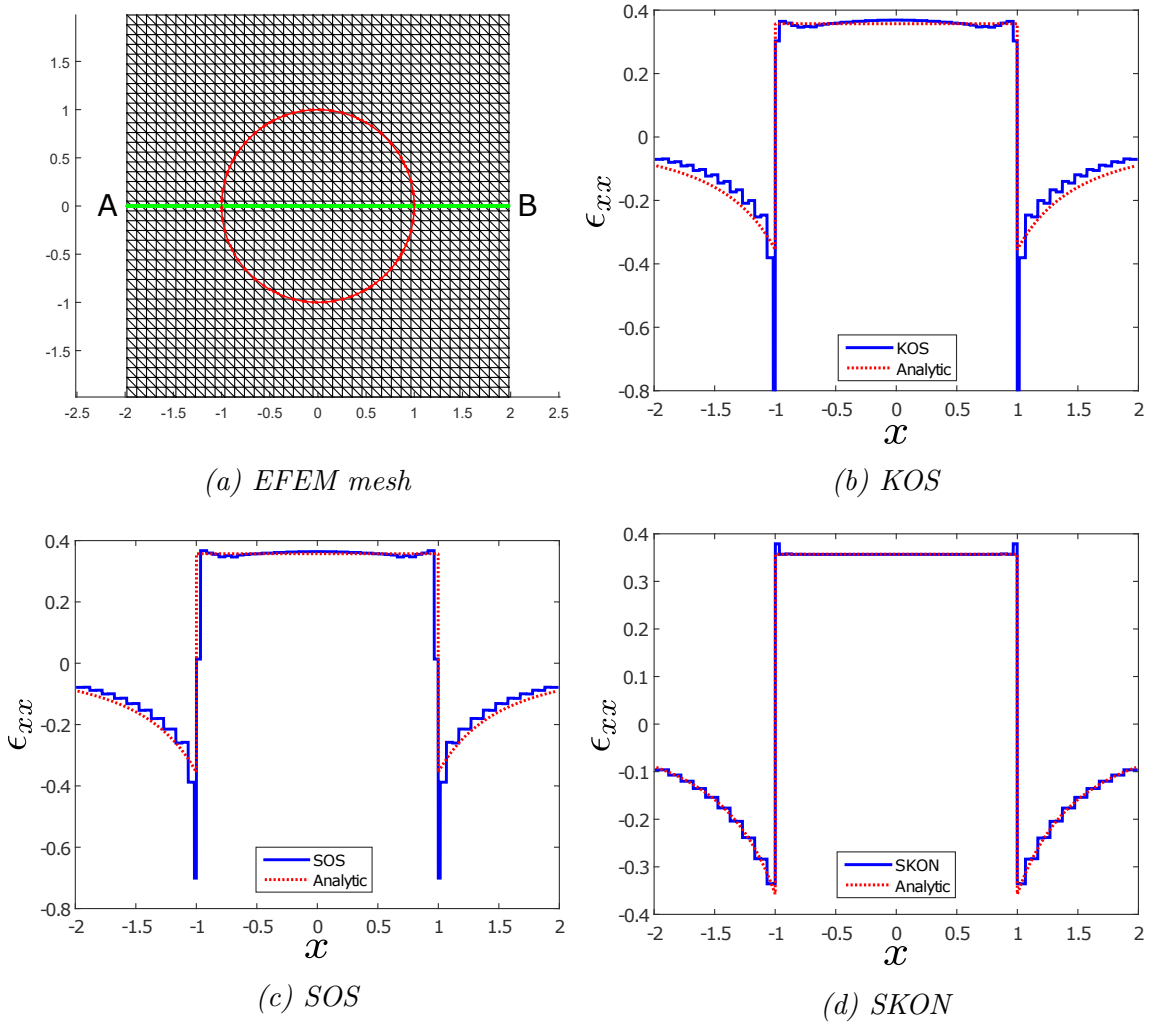 1.5
1
0.5
0
-0.5
-1
-1.5
-2.5 -2 -1.5 -1 -0.5 0 0.5 1 1.5 2 2.5
A
B
(a) EFEM mesh
0.4
0.2
0
-0.2
-0.4
-0.6
-0.8
-2 -1.5 -1 -0.5 0 0.5 1 1.5 2
ϵxx
x
KOS
Analytic
(b) KOS
0.4
0.2
0
-0.2
-0.4
-0.6
-0.8
-2 -1.5 -1 -0.5 0 0.5 1 1.5 2
ϵxx
x
SOS
Analytic
(c) SOS
0.4
0.3
0.2
0.1
0
-0.1
-0.2
-0.3
-0.4
-2 -1.5 -1 -0.5 0 0.5 1 1.5 2
ϵxx
x
SKON
Analytic
(d) SKON